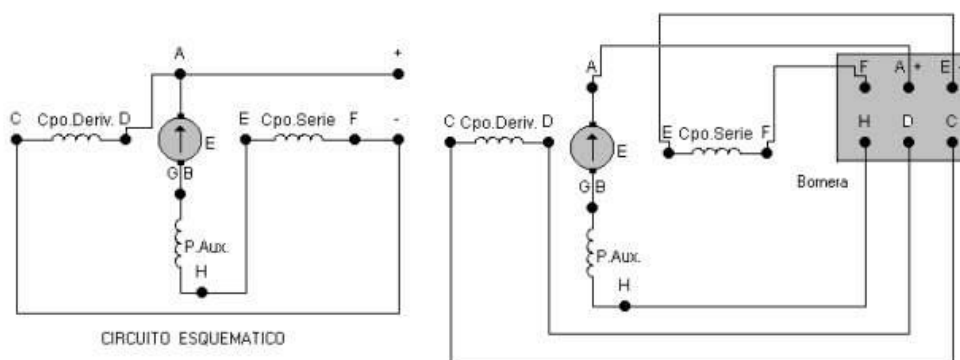 A +
C Cpo.Deriv. D E Cpo.Serie F -
E
G B
P.Aux.
H
CIRCUITO ESQUEMATICO
A F A + E -
C Cpo.Deriv. D E Cpo.Serie F H D C
E
G B Bornera
P.Aux.
H